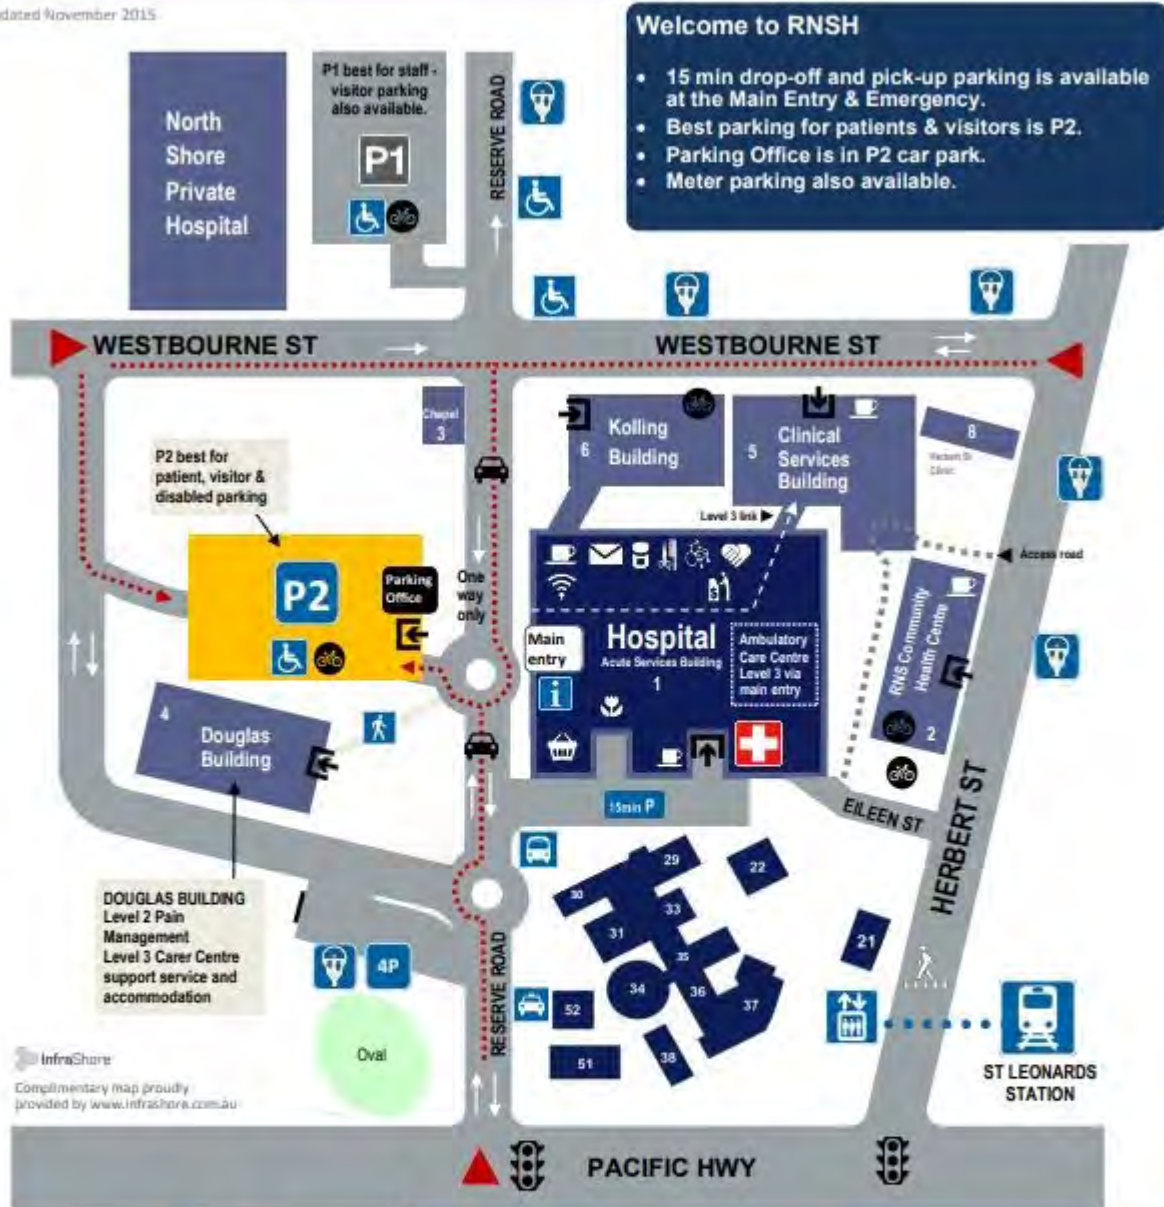 dated November 2015
Welcome to RNSH
• 15 min drop-off and pick-up parking is available
at the Main Entry & Emergency.
• Best parking for patients & visitors is P2.
• Parking Office is in P2 car park.
• Meter parking also available.
North
Shore
Private
Hospital
P1 best for staff -
visitor parking
also available.
P1
RESERVE ROAD
WESTBOURNE ST
WESTBOURNE ST
Chapel
3
Kolling
Building
6
Clinical
Services
Building
5
8
Clinic
P2 best for
patient, visitor &
disabled parking
Level 3 link
Access road
P2
Parking
Office
One
way
only
Main
entry
i
Hospital
Acute Services Building
1
Ambulatory
Care Centre
Level 3 via
main entry
RNS Community
Health Centre
2
4
Douglas
Building
15min P
EILEEN ST
HERBERT ST
DOUGLAS BUILDING
Level 2 Pain
Management
Level 3 Carer Centre
support service and
accommodation
4P
RESERVE ROAD
29
22
30
33
31
35
21
34
36
37
52
51
38
Oval
ST LEONARDS
STATION
InfraShore
Complimentary map proudly
provided by www.infrashore.com.au
PACIFIC HWY